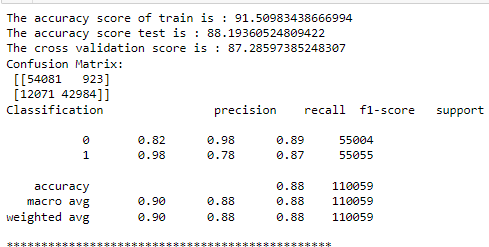 The accuracy score of train is : 91.50983438666994
The accuracy score test is : 88.19360524809422
The cross validation score is : 87.28597385248307
Confusion Matrix:
[[54081 923]
[12071 42984]]
Classification precision recall f1-score support
0 0.82 0.98 0.89 55004
1 0.98 0.78 0.87 55055
accuracy 0.88 110059
macro avg 0.90 0.88 0.88 110059
weighted avg 0.90 0.88 0.88 110059
***********************************************